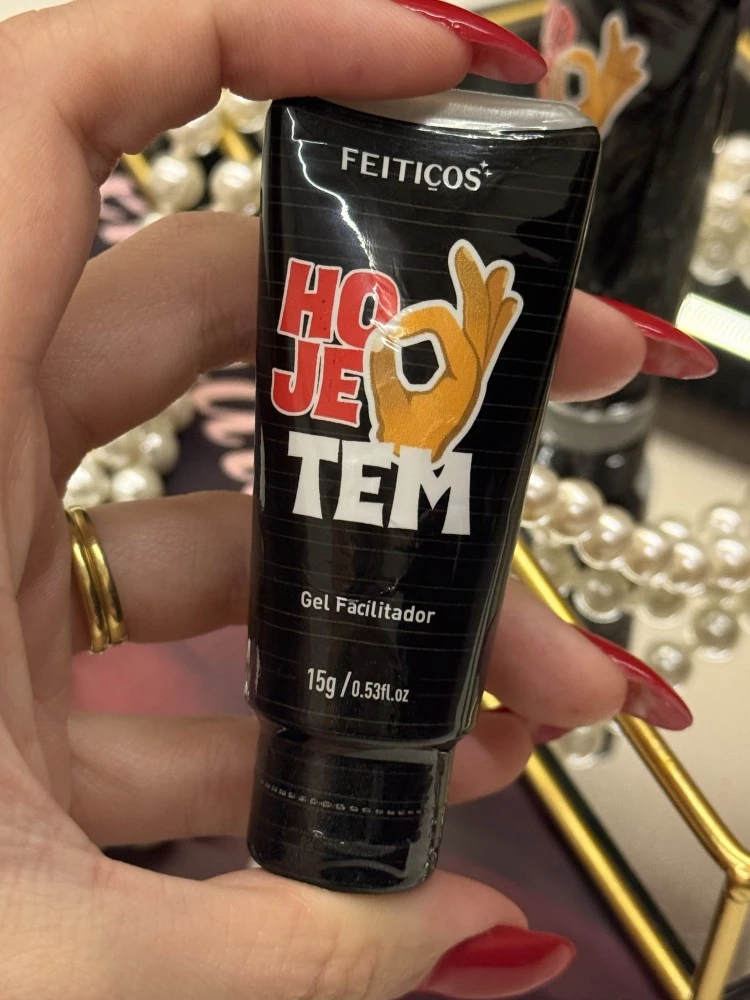 FEITIÇOS
HO
JE
TEM
Gel Facilitador
15g / 0.53fl.oz